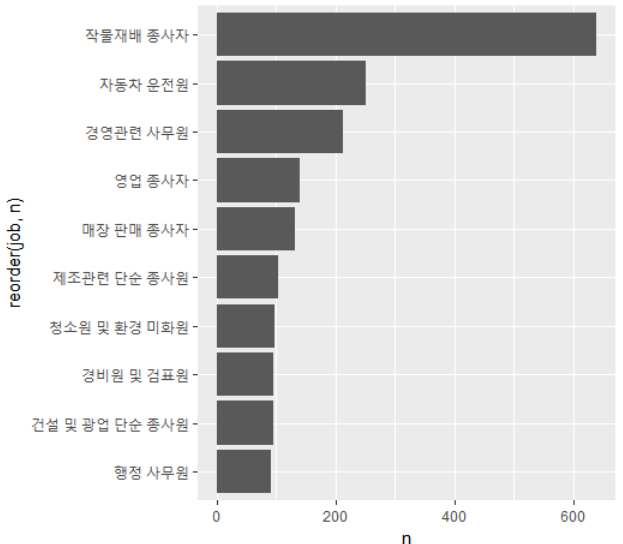 작물재배 종사자
자동차 운전원
경영관련 사무원
영업 종사자
매장 판매 종사자
제조관련 단순 종사원
청소원 및 환경 미화원
경비원 및 검표원
건설 및 광업 단순 종사원
행정 사무원
reorder(job, n)
0 200 400 600
n